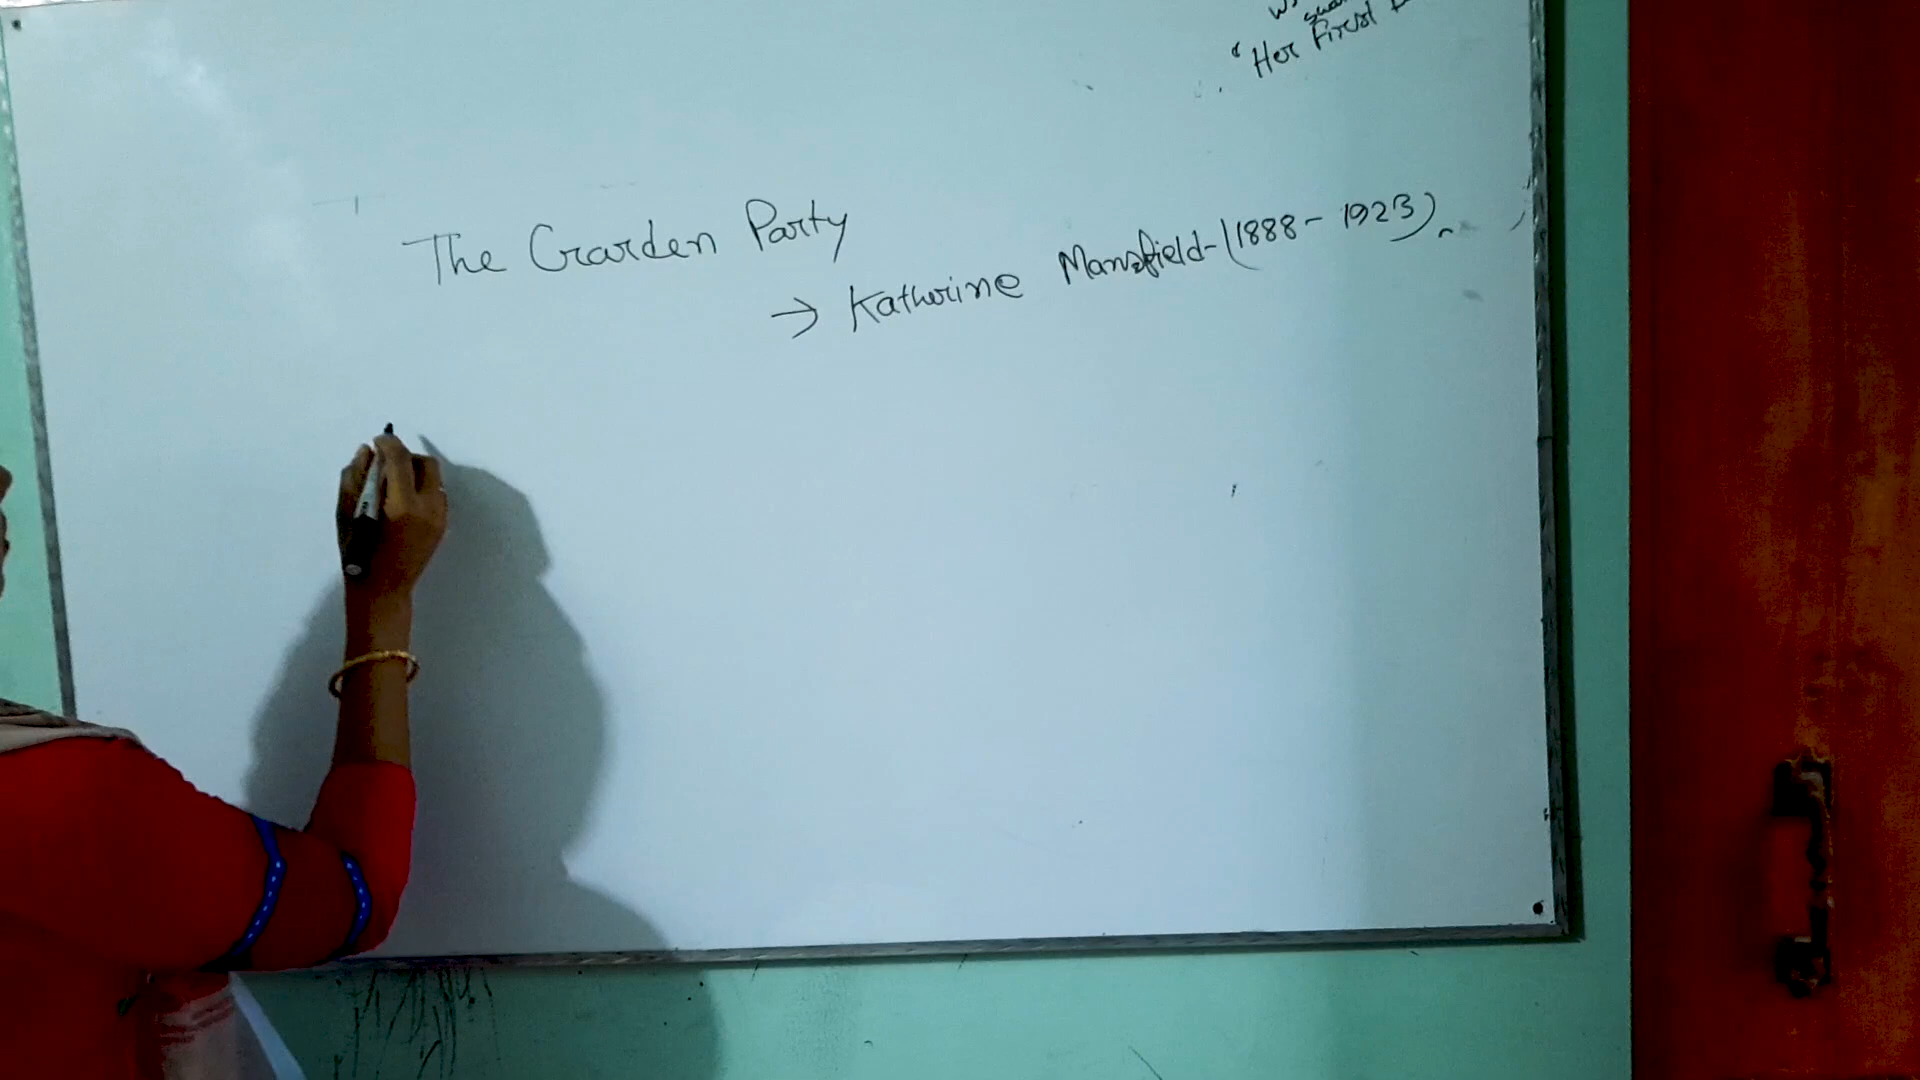 "Her First
The Garden Party
→ Katherine Mansfield-(1888- 1923).